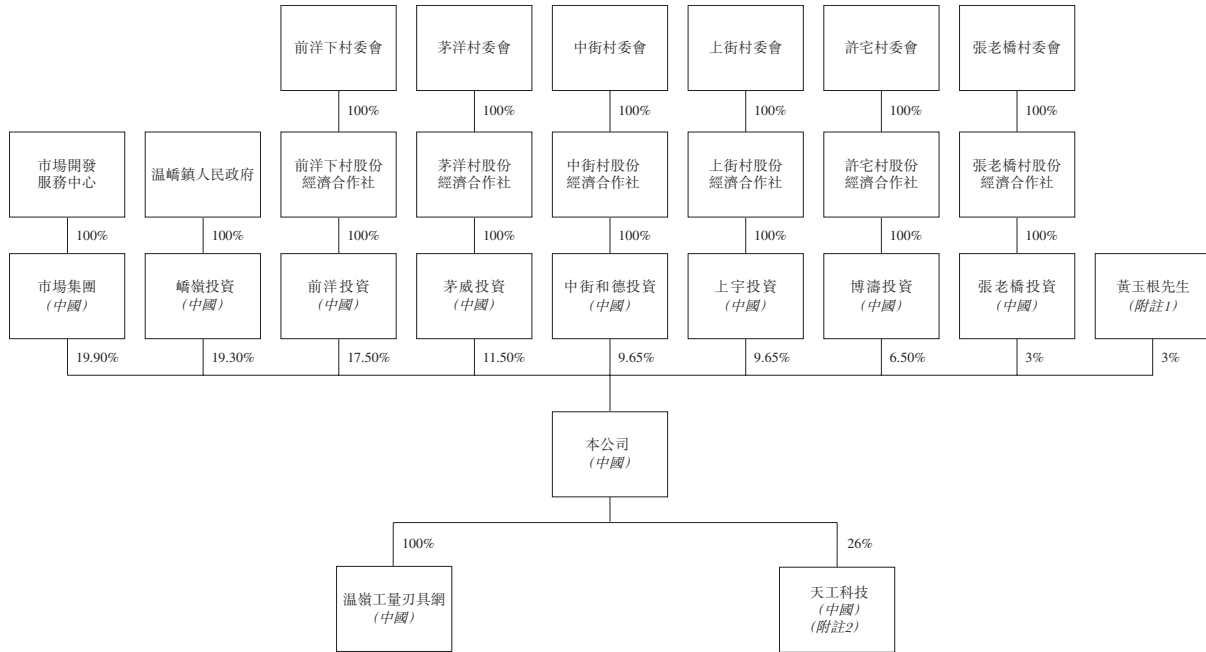 前洋下村委會
茅洋村委會
中街村委會
上街村委會
許宅村委會
張老橋村委會
100%
100%
100%
100%
100%
100%
市場開發
服務中心
温嶠鎮人民政府
前洋下村股份
經濟合作社
茅洋村股份
經濟合作社
中街村股份
經濟合作社
上街村股份
經濟合作社
許宅村股份
經濟合作社
張老橋村股份
經濟合作社
100%
100%
100%
100%
100%
100%
100%
100%
市場集團
(中國)
嶠嶺投資
(中國)
前洋投資
(中國)
茅威投資
(中國)
中街和德投資
(中國)
上宇投資
(中國)
博濤投資
(中國)
張老橋投資
(中國)
黃玉根先生
(附註1)
19.90%
19.30%
17.50%
11.50%
9.65%
9.65%
6.50%
3%
3%
本公司
(中國)
100%
26%
温嶺工量刃具網
(中國)
天工科技
(中國)
(附註2)